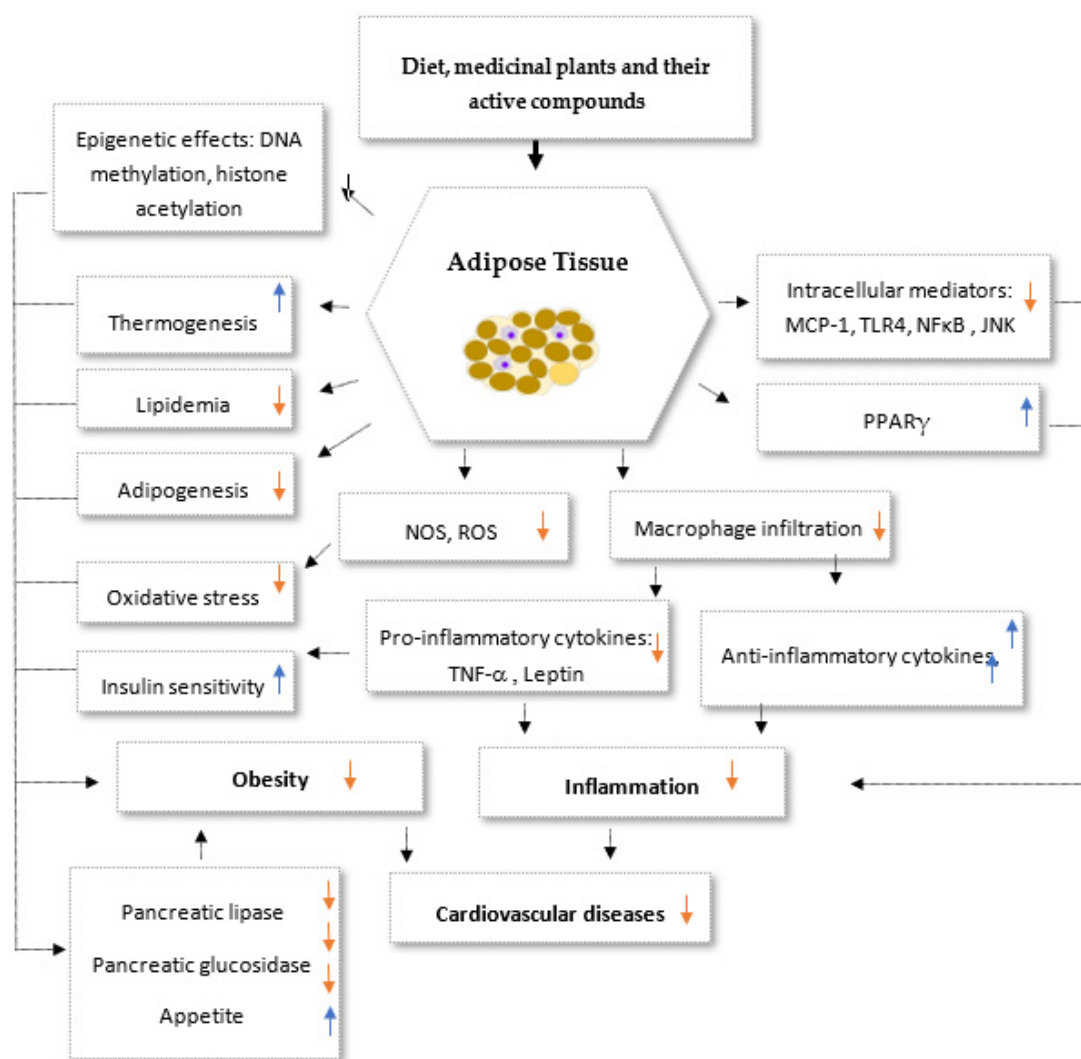 Diet, medicinal plants and their
active compounds
Epigenetic effects: DNA
methylation, histone
acetylation
Adipose Tissue
Thermogenesis
Lipidemia
Adipogenesis
Oxidative stress
Insulin sensitivity
Intracellular mediators:
MCP-1, TLR4, NFκB , JNK
PPARγ
NOS, ROS
Macrophage infiltration
Pro-inflammatory cytokines:
TNF-α , Leptin
Anti-inflammatory cytokines,
Obesity
Inflammation
Cardiovascular diseases
Pancreatic lipase
Pancreatic glucosidase
Appetite